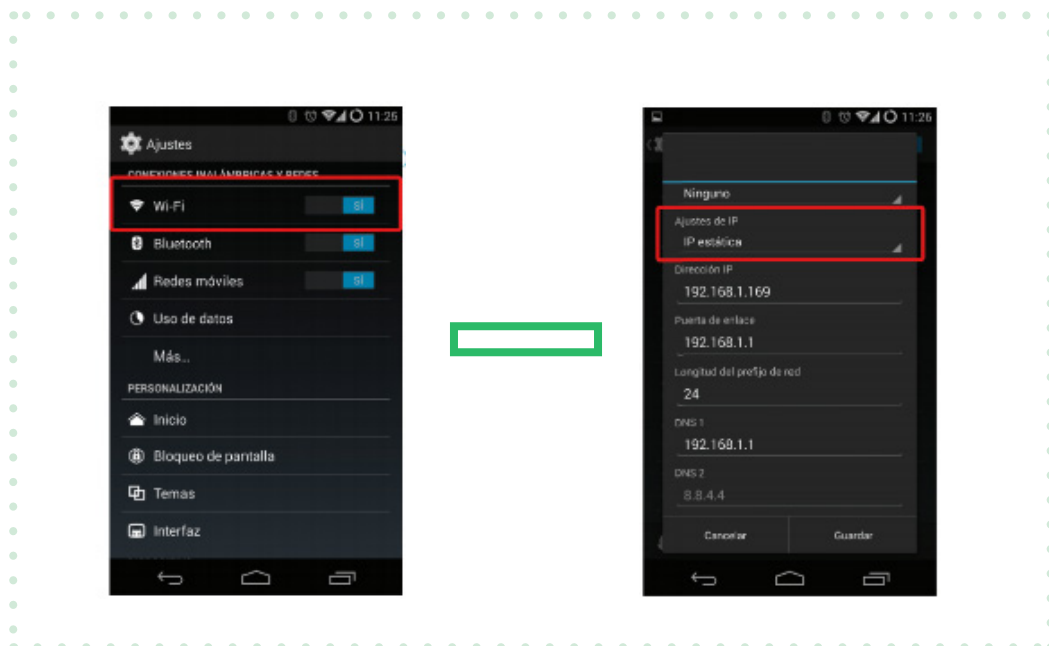 11:26
Ajustes
CONEXIONES INALÁMBRICAS Y REDES
Wi-Fi
SÍ
Bluetooth
SÍ
Redes móviles
SÍ
Uso de datos
Más...
PERSONALIZACIÓN
Inicio
Bloqueo de pantalla
Temas
Interfaz
11:26
Ninguno
Ajustes de IP
IP estática
Dirección IP
192.168.1.169
Puerta de enlace
192.168.1.1
Longitud del prefijo de red
24
DNS 1
192.168.1.1
DNS 2
8.8.4.4
Cancelar
Guardar